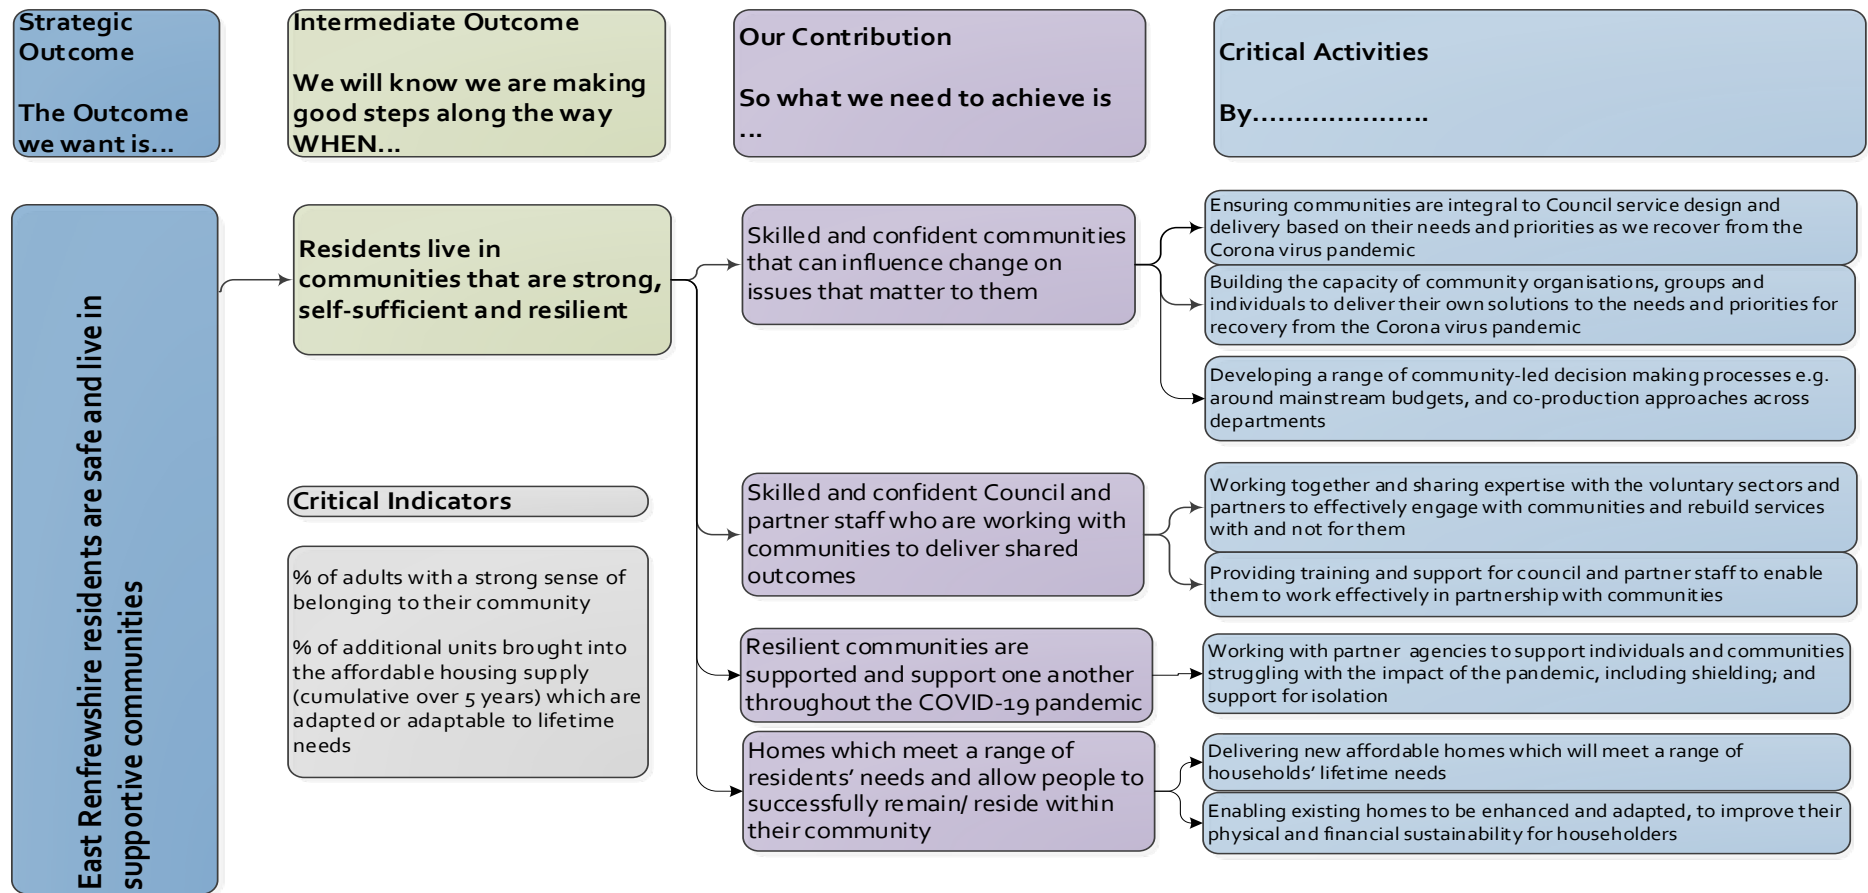 Strategic
Outcome
The Outcome
we want is...
Intermediate Outcome
We will know we are making
good steps along the way
WHEN...
Our Contribution
So what we need to achieve is
...
Critical Activities
By.....................
East Renfrewshire residents are safe and live in
supportive communities
Residents live in
communities that are strong,
self-sufficient and resilient
Critical Indicators
% of adults with a strong sense of
belonging to their community
% of additional units brought into
the affordable housing supply
(cumulative over 5 years) which are
adapted or adaptable to lifetime
needs
Skilled and confident communities
that can influence change on
issues that matter to them
Ensuring communities are integral to Council service design and
delivery based on their needs and priorities as we recover from the
Corona virus pandemic
Building the capacity of community organisations, groups and
individuals to deliver their own solutions to the needs and priorities for
recovery from the Corona virus pandemic
Developing a range of community-led decision making processes e.g.
around mainstream budgets, and co-production approaches across
departments
Skilled and confident Council and
partner staff who are working with
communities to deliver shared
outcomes
Working together and sharing expertise with the voluntary sectors and
partners to effectively engage with communities and rebuild services
with and not for them
Providing training and support for council and partner staff to enable
them to work effectively in partnership with communities
Resilient communities are
supported and support one another
throughout the COVID-19 pandemic
Working with partner agencies to support individuals and communities
struggling with the impact of the pandemic, including shielding; and
support for isolation
Homes which meet a range of
residents' needs and allow people to
successfully remain/ reside within
their community
Delivering new affordable homes which will meet a range of
households' lifetime needs
Enabling existing homes to be enhanced and adapted, to improve their
physical and financial sustainability for householders